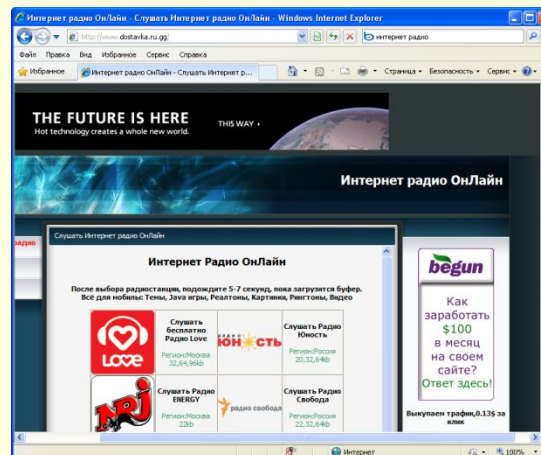 Интернет радио ОнЛайн - Слушать Интернет радио ОнЛайн - Windows Internet Explorer
http://www.dostavka.ru.gg/
интернет радио
Файл Правка Вид Избранное Сервис Справка
Избранное
Интернет радио ОнЛайн - Слушать Интернет р...
Страница Безопасность Сервис
THE FUTURE IS HERE
Hot technology creates a whole new world.
THIS WAY
Интернет радио ОнЛайн
радио
Слушать Интернет радио ОнЛайн
Интернет Радио ОнЛайн
После выбора радиостанции, подождите 5-7 секунд, пока загрузится буфер.
Всё для мобилы: Темы, Java игры, Реалтоны, Картинки, Рингтоны, Видео
LOVE
Слушать
бесплатно
Радио Love
Регион:Москва
32,64,96kb
радио
ЮНОСТЬ
Слушать Радио
Юность
Регион:Россия
20,32,64kb
NRJ
Слушать Радио
ENERGY
Регион:Москва
22kb
радио свобода
Слушать Радио
Свобода
Регион:Россия
22,32,64kb
begun
Как
заработать
$100
в месяц
на своем
сайте?
Ответ здесь!
Выкупаем трафик,0.13$ за
клик
Интернет
100%